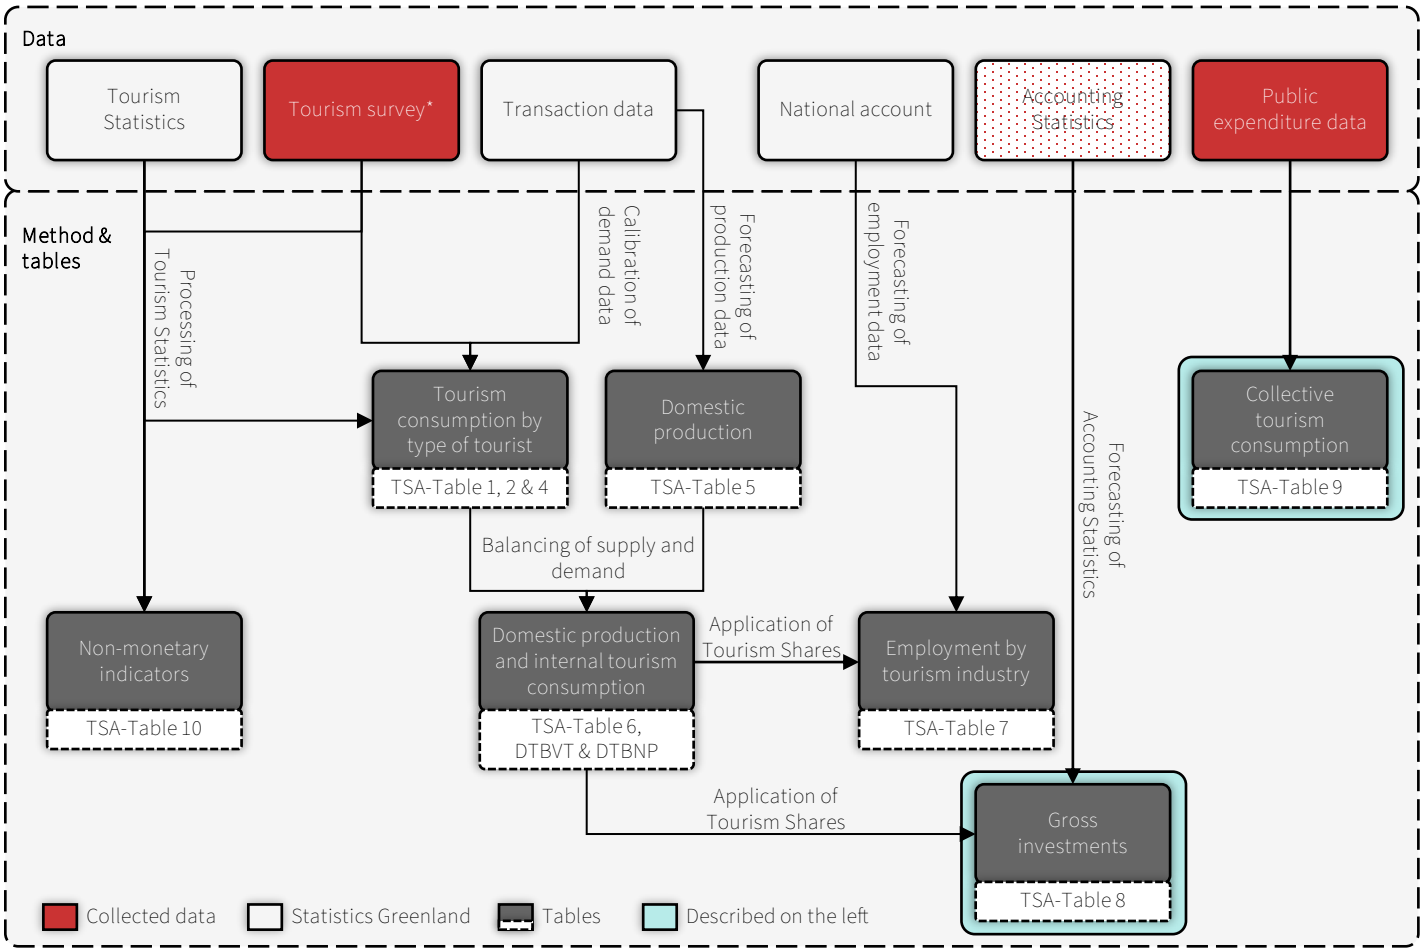 Data
Tourism
Statistics
Tourism survey*
Transaction data
National account
Accounting
Statistics
Public
expenditure data
Method &
tables
Processing of
Tourism Statistics
Calibration of
demand data
Forecasting of
production data
Forecasting of
employment data
Forecasting of
Accounting Statistics
Tourism
consumption by
type of tourist
TSA-Table 1, 2 & 4
Domestic
production
TSA-Table 5
Collective
tourism
consumption
TSA-Table 9
Balancing of supply and
demand
Non-monetary
indicators
TSA-Table 10
Domestic production
and internal tourism
consumption
TSA-Table 6,
DTBVT & DTBNP
Application of
Tourism Shares
Employment by
tourism industry
TSA-Table 7
Application of
Tourism Shares
Gross
investments
TSA-Table 8
Collected data
Statistics Greenland
Tables
Described on the left